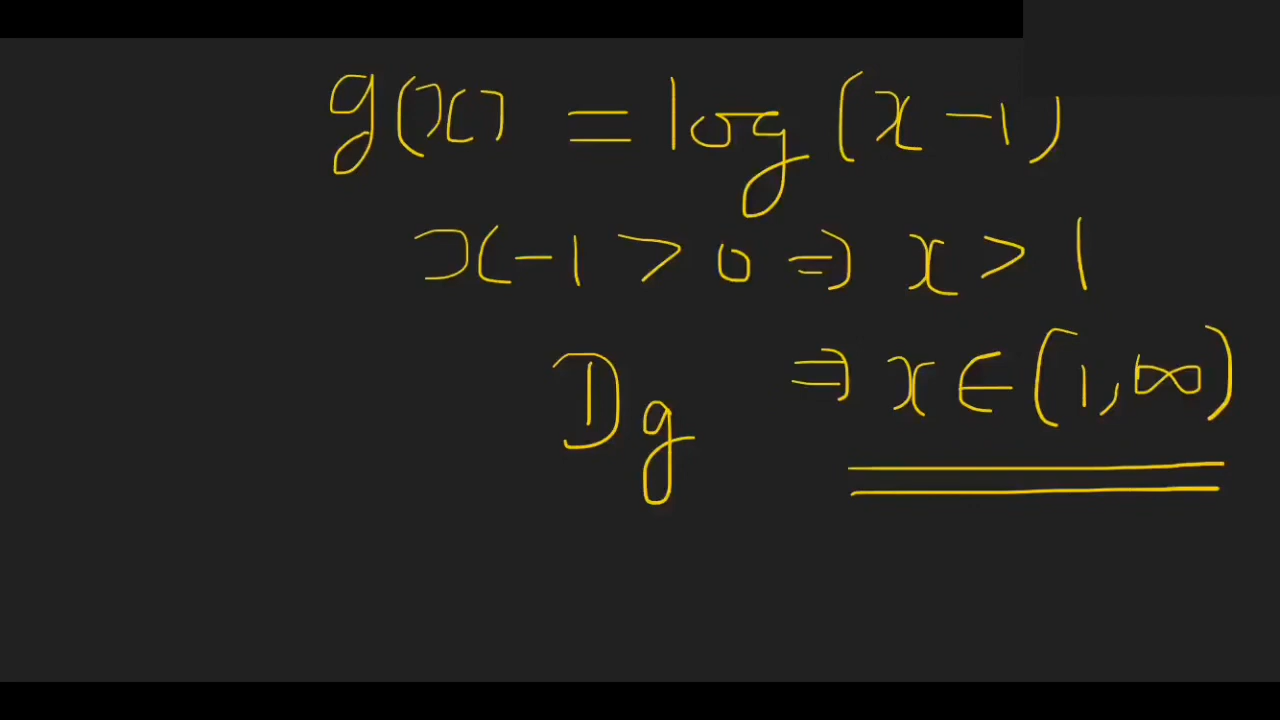 g(x) = log(x-1)
x-1 > 0 ⇒ x > 1
Dg ⇒ x ∈ (1, ∞)